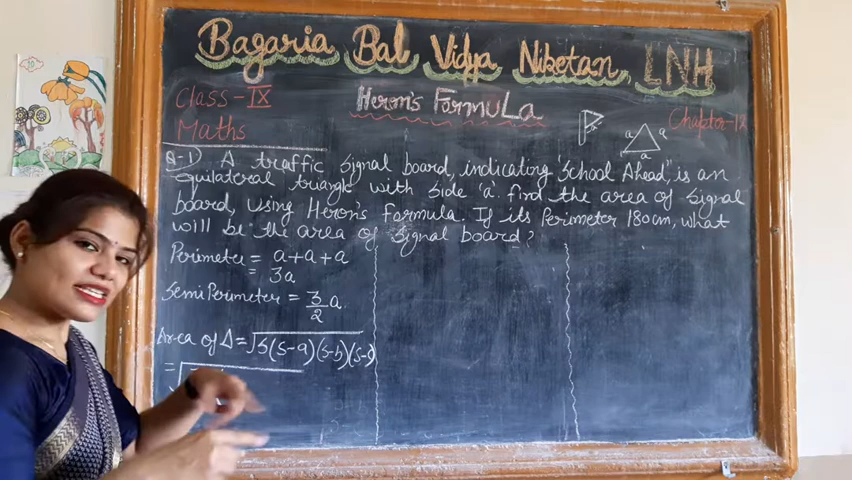 Bagaria Bal Vidya Niketan LNH
Class-IX
Heron's FormuLa
Chapter-12
Maths
a a
a
Q-1) A traffic signal board, indicating "School Ahead," is an
equilateral triangle with side 'a'. find the area of signal
board, using Heron's formula. If its Perimeter 180cm, what
will be the area of signal board?
Perimeter = a+a+a
= 3a
SemiPerimeter = 3/2 a
Area of Δ = √s(s-a)(s-b)(s-c)
= √